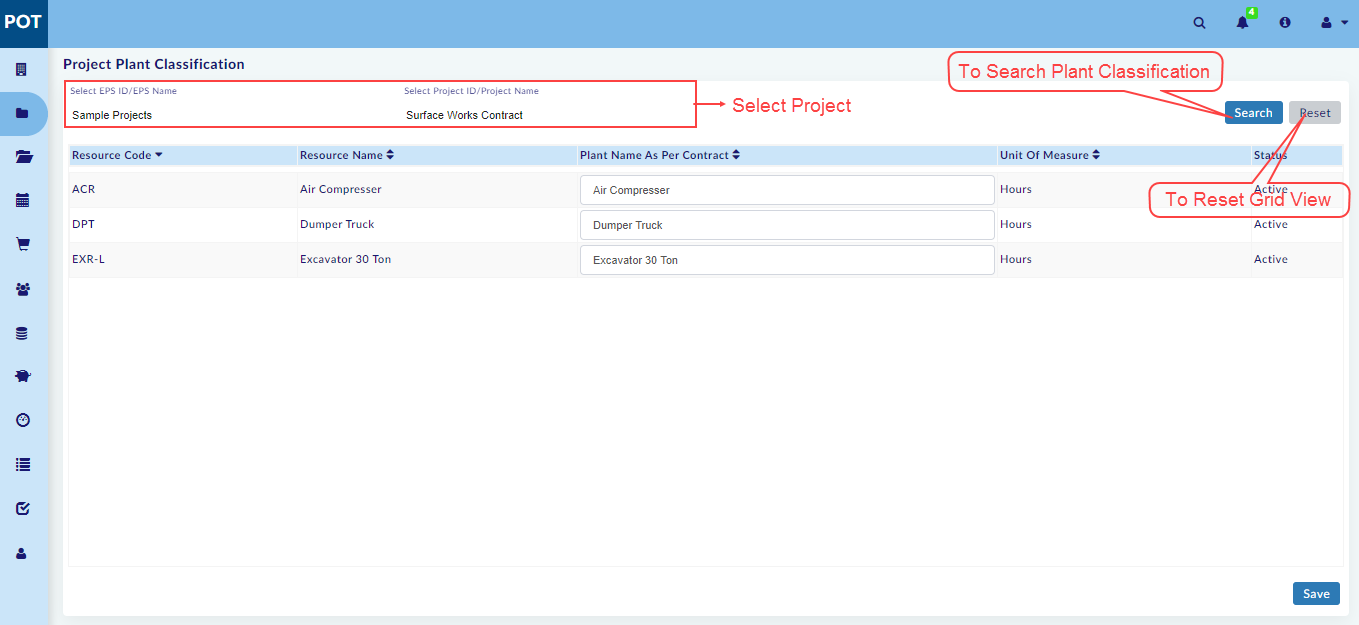 POT
4
Project Plant Classification
To Search Plant Classification
Select EPS ID/EPS Name Select Project ID/Project Name
Sample Projects Surface Works Contract
Select Project
Search Reset
Resource Code Resource Name Plant Name As Per Contract Unit Of Measure Status
ACR Air Compresser Air Compresser Hours Active
To Reset Grid View
DPT Dumper Truck Dumper Truck Hours Active
EXR-L Excavator 30 Ton Excavator 30 Ton Hours Active
Save